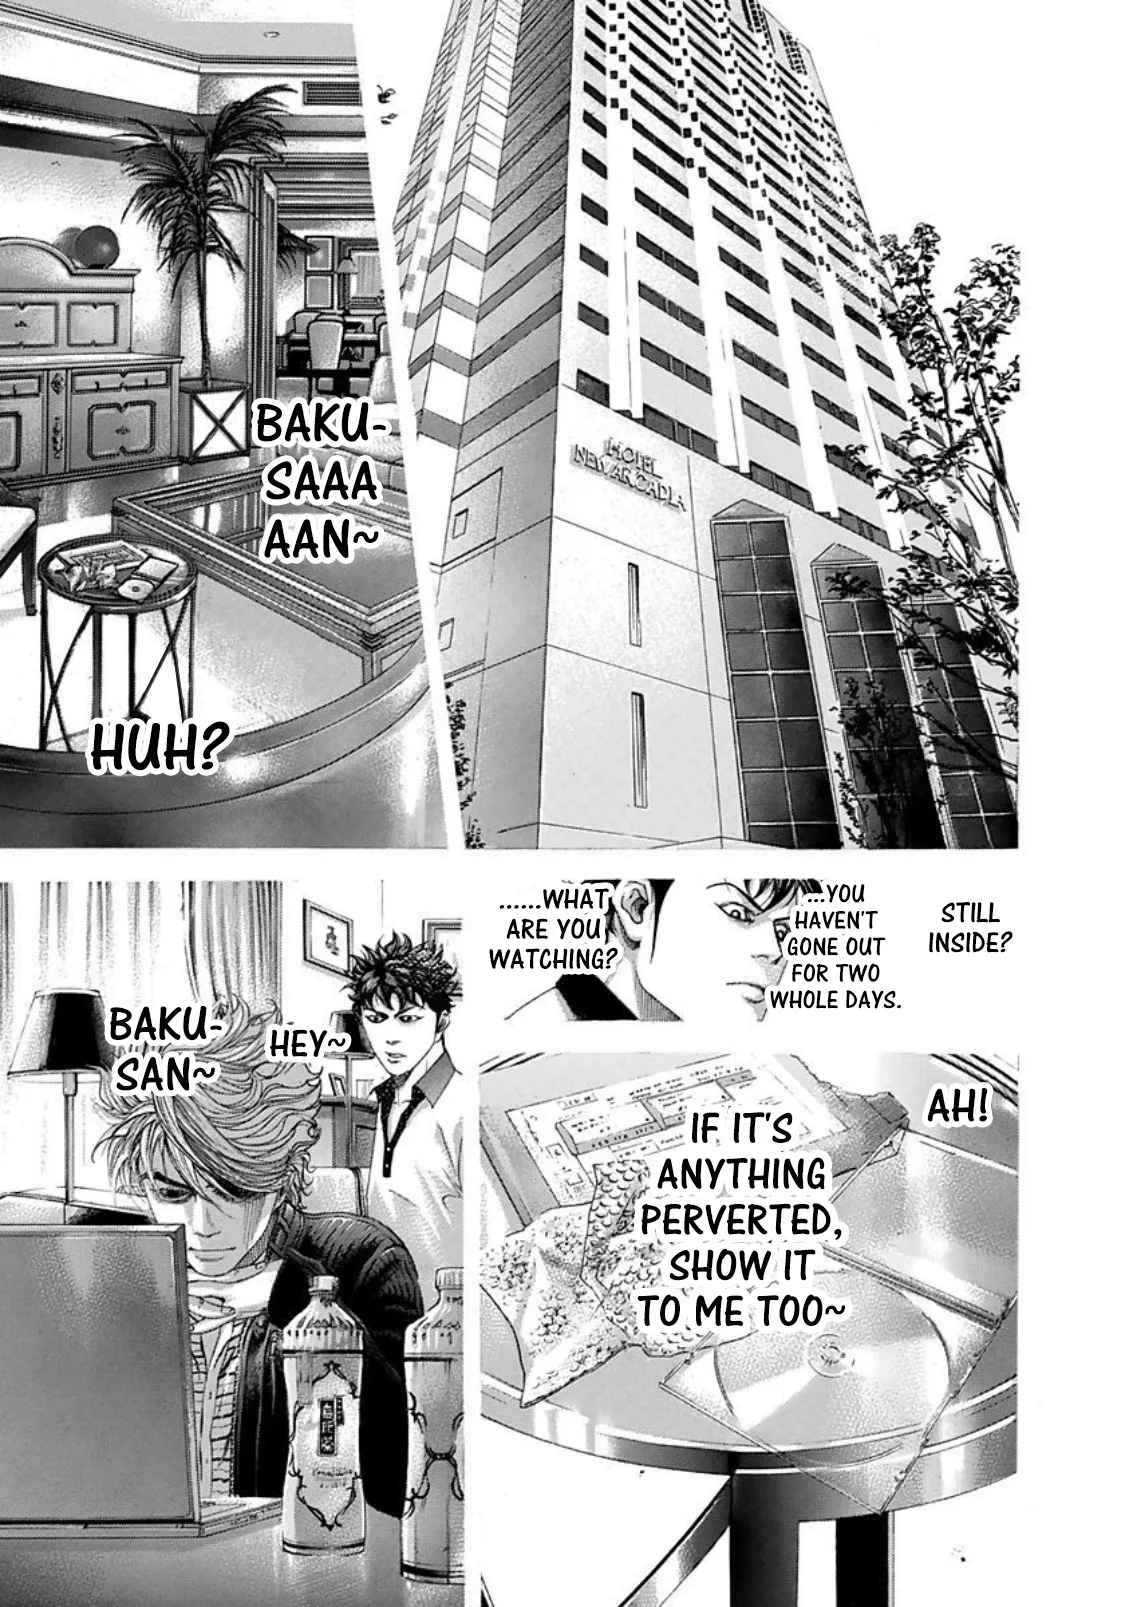 HOTEL
NEW ARCADIA
BAKU-
SAAA
AAN~
HUH?
STILL
INSIDE?
...YOU
HAVEN'T
GONE OUT
FOR TWO
WHOLE DAYS.
......WHAT
ARE YOU
WATCHING?
AH!
IF IT'S
ANYTHING
PERVERTED,
SHOW IT
TO ME TOO~
HEY~
BAKU-
SAN~